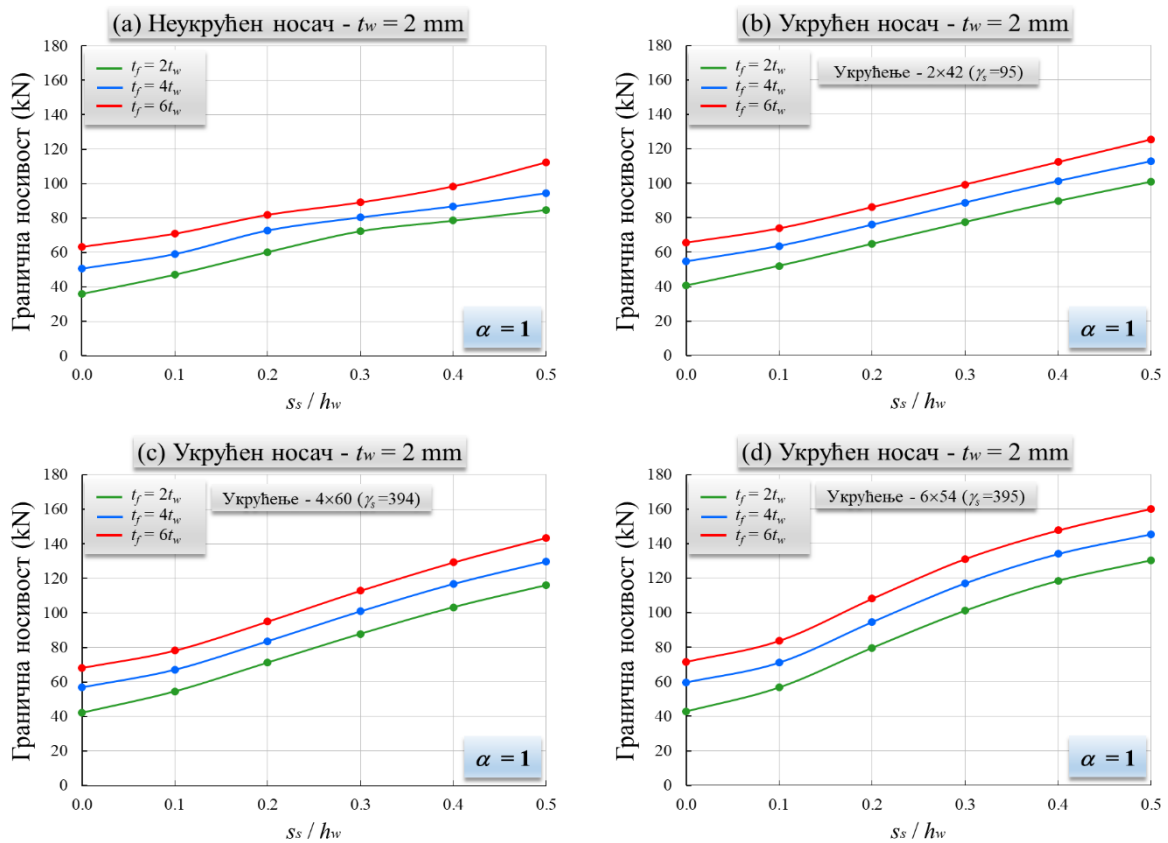 (a) Неукрућен носач - tw = 2 mm
Гранична носивост (kN)
180
160
140
120
100
80
60
40
20
0
tf = 2tw
tf = 4tw
tf = 6tw
α = 1
0.0 0.1 0.2 0.3 0.4 0.5
ss / hw
(b) Укрућен носач - tw = 2 mm
Гранична носивост (kN)
180
160
140
120
100
80
60
40
20
0
tf = 2tw
tf = 4tw
tf = 6tw
Укрућење - 2×42 (γs =95)
α = 1
0.0 0.1 0.2 0.3 0.4 0.5
ss / hw
(c) Укрућен носач - tw = 2 mm
Гранична носивост (kN)
180
160
140
120
100
80
60
40
20
0
tf = 2tw
tf = 4tw
tf = 6tw
Укрућење - 4×60 (γs =394)
α = 1
0.0 0.1 0.2 0.3 0.4 0.5
ss / hw
(d) Укрућен носач - tw = 2 mm
Гранична носивост (kN)
180
160
140
120
100
80
60
40
20
0
tf = 2tw
tf = 4tw
tf = 6tw
Укрућење - 6×54 (γs =395)
α = 1
0.0 0.1 0.2 0.3 0.4 0.5
ss / hw